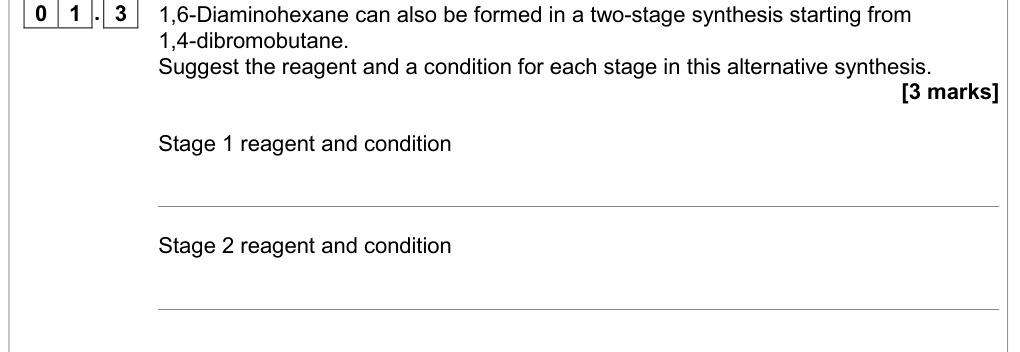 0 1 . 3 1,6-Diaminohexane can also be formed in a two-stage synthesis starting from
1,4-dibromobutane.
Suggest the reagent and a condition for each stage in this alternative synthesis.
[3 marks]
Stage 1 reagent and condition
Stage 2 reagent and condition